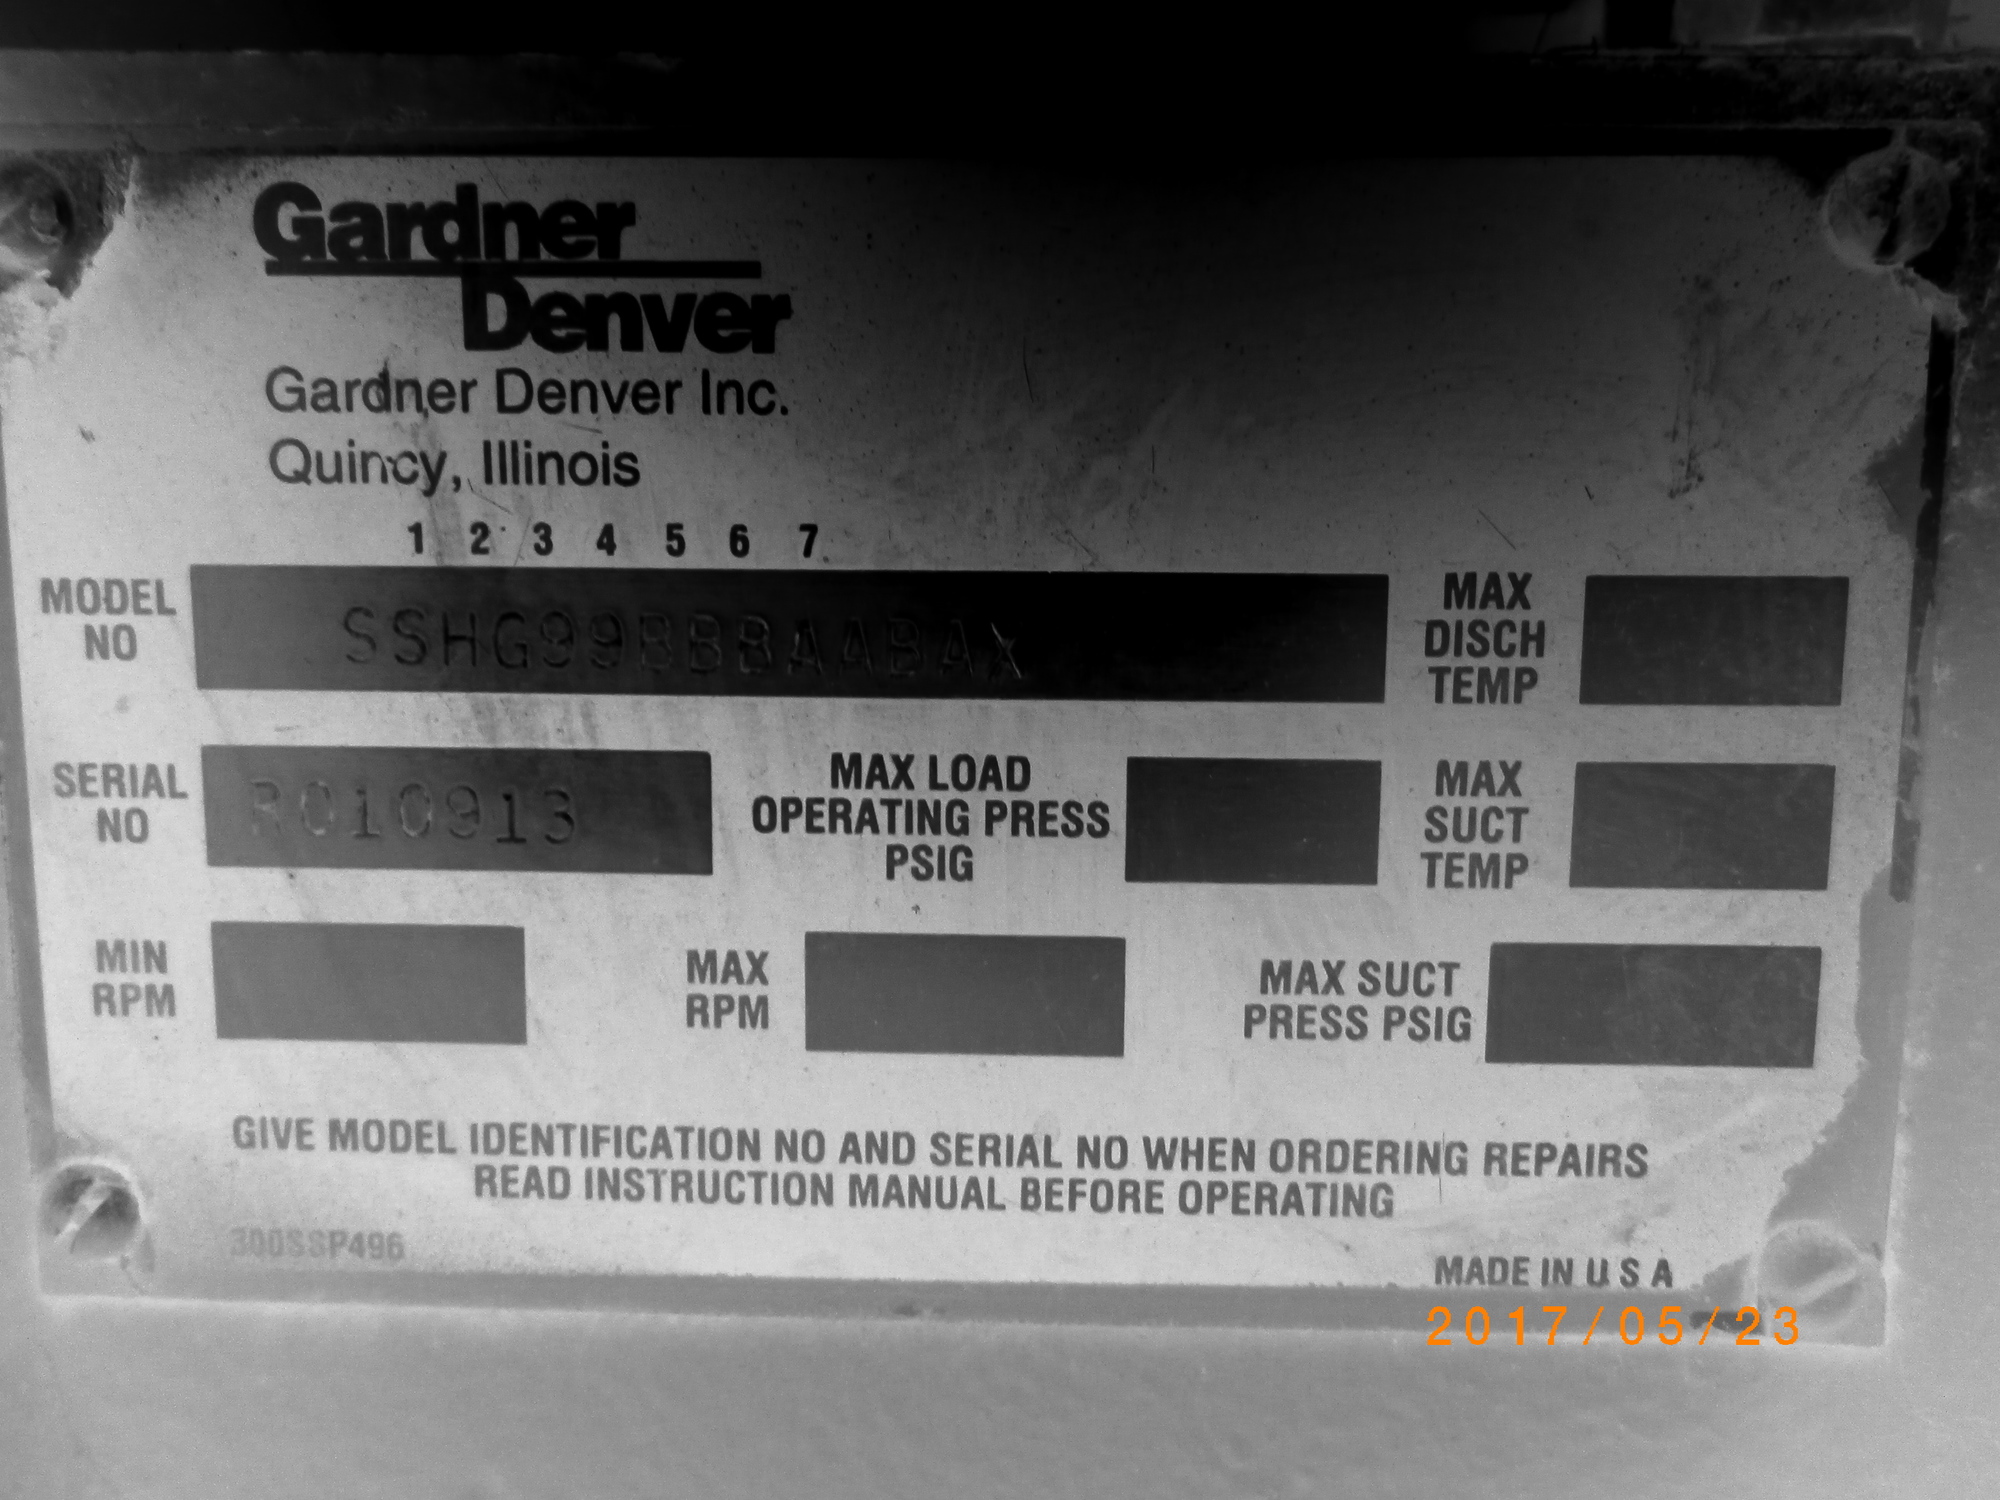 Gardner
Denver
Gardner Denver Inc.
Quincy, Illinois
1 2 3 4 5 6 7
MODEL NO SSHG99BBBAABAX
MAX DISCH TEMP
SERIAL NO R010913
MAX LOAD OPERATING PRESS PSIG
MAX SUCT TEMP
MIN RPM
MAX RPM
MAX SUCT PRESS PSIG
GIVE MODEL IDENTIFICATION NO AND SERIAL NO WHEN ORDERING REPAIRS
READ INSTRUCTION MANUAL BEFORE OPERATING
300SSP496
MADE IN U S A
2017/05/23